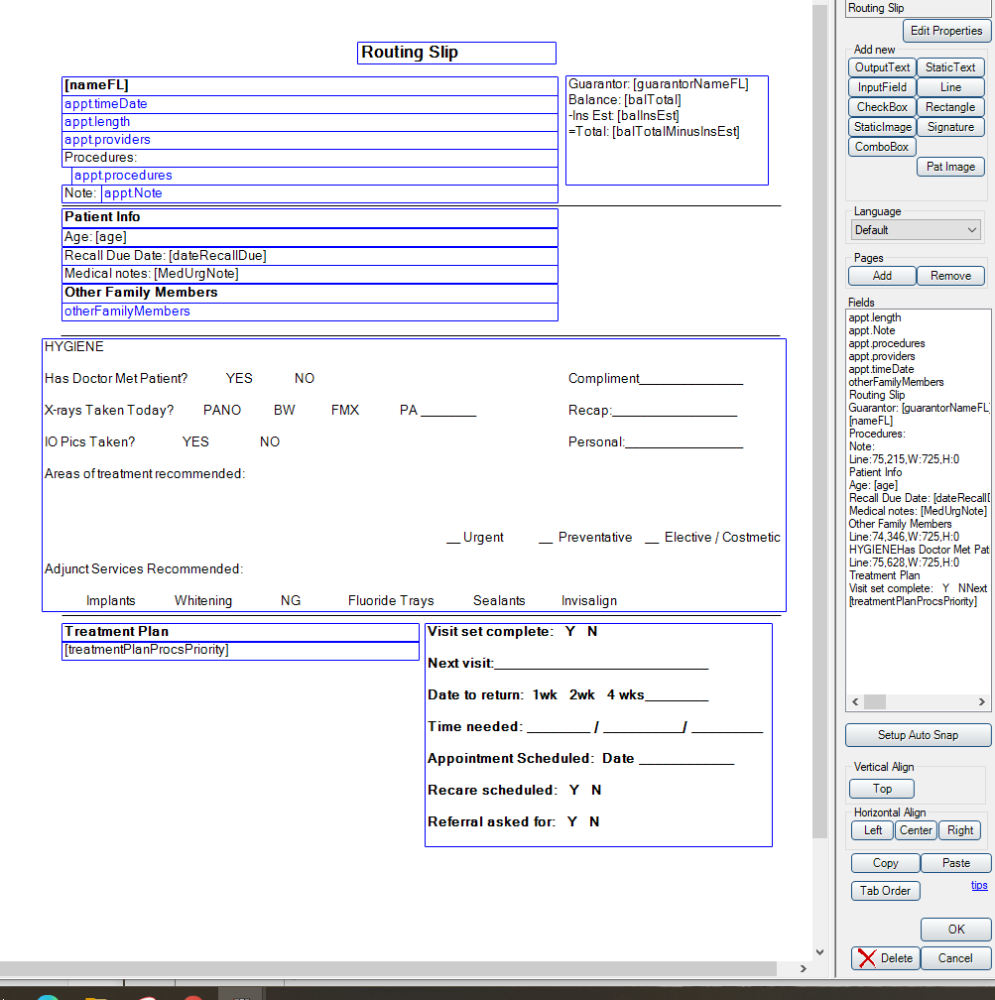 Routing Slip
[nameFL]
appt.timeDate
appt.length
appt.providers
Procedures:
appt.procedures
Note: appt.Note
Guarantor: [guarantorNameFL]
Balance: [balTotal]
-Ins Est: [balInsEst]
=Total: [balTotalMinusInsEst]
Patient Info
Age: [age]
Recall Due Date: [dateRecallDue]
Medical notes: [MedUrgNote]
Other Family Members
otherFamilyMembers
HYGIENE
Has Doctor Met Patient? YES NO Compliment_______________
X-rays Taken Today? PANO BW FMX PA ________ Recap:_________________
IO Pics Taken? YES NO Personal:________________
Areas of treatment recommended:
__ Urgent __ Preventative __ Elective / Costmetic
Adjunct Services Recommended:
Implants Whitening NG Fluoride Trays Sealants Invisalign
Treatment Plan
[treatmentPlanProcsPriority]
Visit set complete: Y N
Next visit:___________________________
Date to return: 1wk 2wk 4 wks________
Time needed: ________ / __________/ _________
Appointment Scheduled: Date ____________
Recare scheduled: Y N
Referral asked for: Y N
Routing Slip
Edit Properties
Add new
OutputText StaticText
InputField Line
CheckBox Rectangle
StaticImage Signature
ComboBox
Pat Image
Language
Default
Pages
Add Remove
Fields
appt.length
appt.Note
appt.procedures
appt.providers
appt.timeDate
otherFamilyMembers
Routing Slip
Guarantor: [guarantorNameFL
[nameFL]
Procedures:
Note:
Line:75,215,W:725,H:0
Patient Info
Age: [age]
Recall Due Date: [dateRecallD
Medical notes: [MedUrgNote]
Other Family Members
Line:74,346,W:725,H:0
HYGIENEHas Doctor Met Pat
Line:75,628,W:725,H:0
Treatment Plan
Visit set complete: Y NNext
[treatmentPlanProcsPriority]
Setup Auto Snap
Vertical Align
Top
Horizontal Align
Left Center Right
Copy Paste
Tab Order tips
OK
Delete Cancel